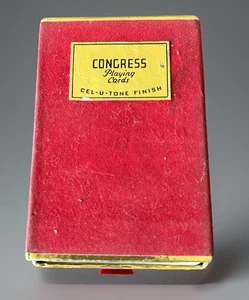 CONGRESS
Playing
Cards
CEL-U-TONE FINISH